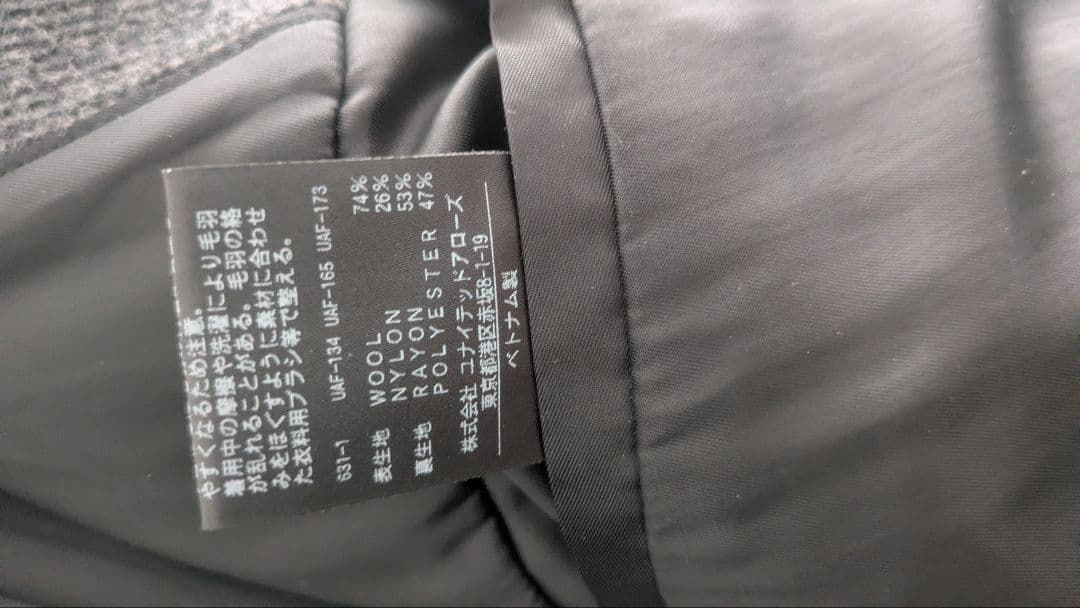 やすくなるため注意。
着用中の摩擦や洗濯により毛羽
が乱れることがある。毛羽の絡
みをほぐすように素材に合わせ
た衣料用ブラシ等で整える。
631-1 UAF-134 UAF-165 UAF-173
表生地 WOOL 74%
NYLON 26%
裏生地 RAYON 53%
POLYESTER 47%
株式会社 ユナイテッドアローズ
東京都港区赤坂8-1-19
ベトナム製